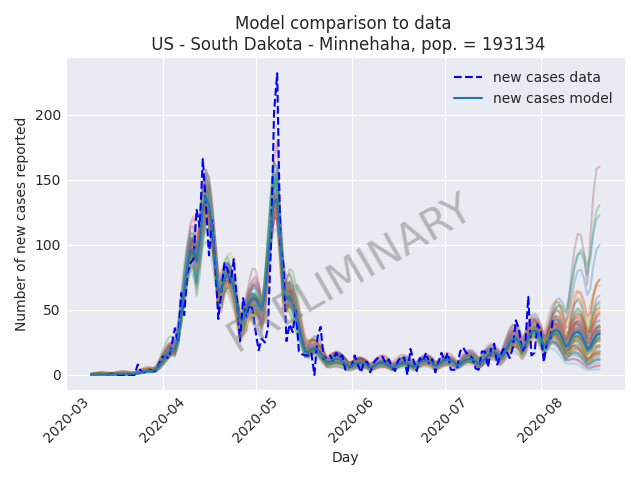 Model comparison to data
US - South Dakota - Minnehaha, pop. = 193134
new cases data
new cases model
Number of new cases reported
200
150
100
50
0
PRELIMINARY
2020-03
2020-04
2020-05
2020-06
2020-07
2020-08
Day